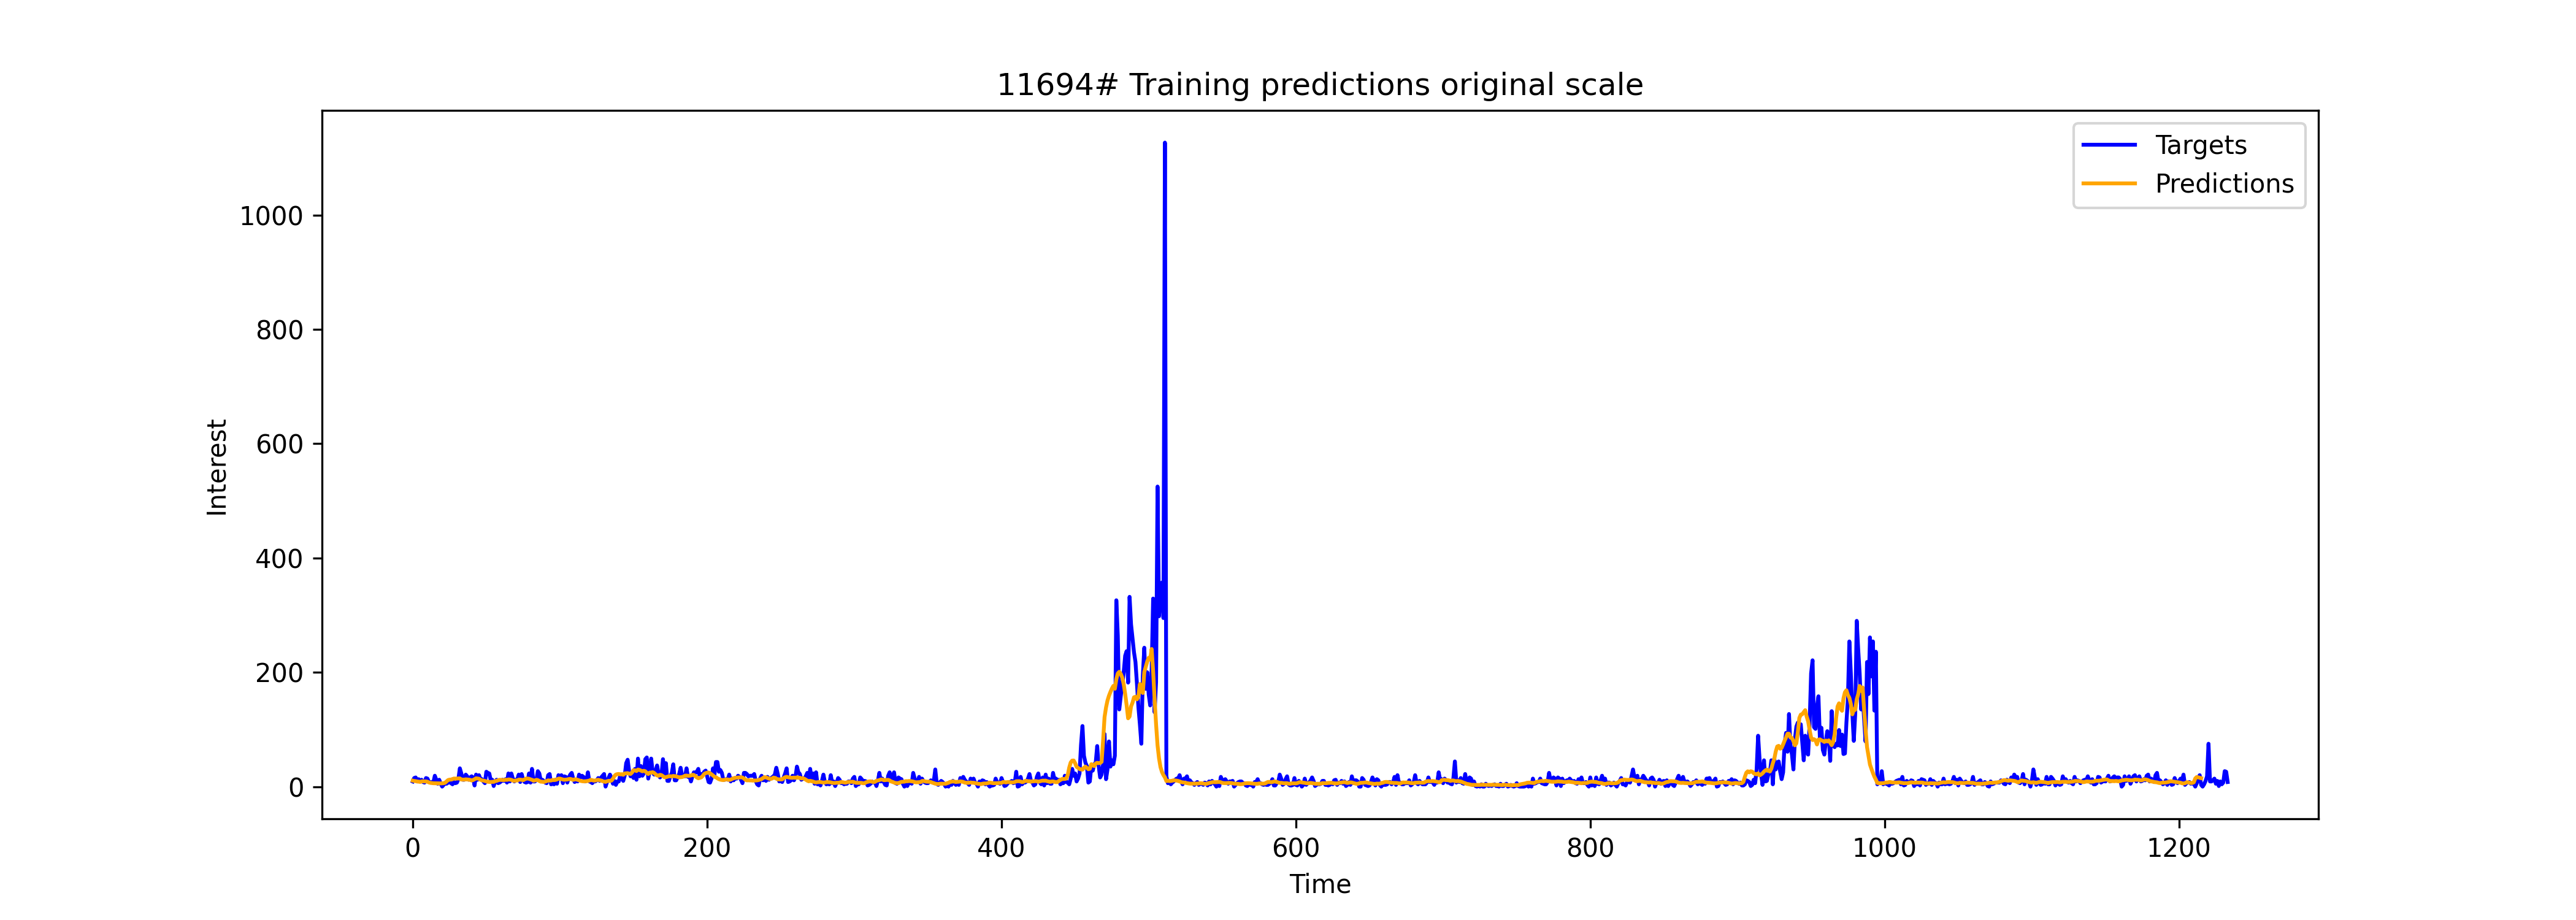 11694# Training predictions original scale
Targets
Predictions
1000
800
600
400
200
0
Interest
0 200 400 600 800 1000 1200
Time